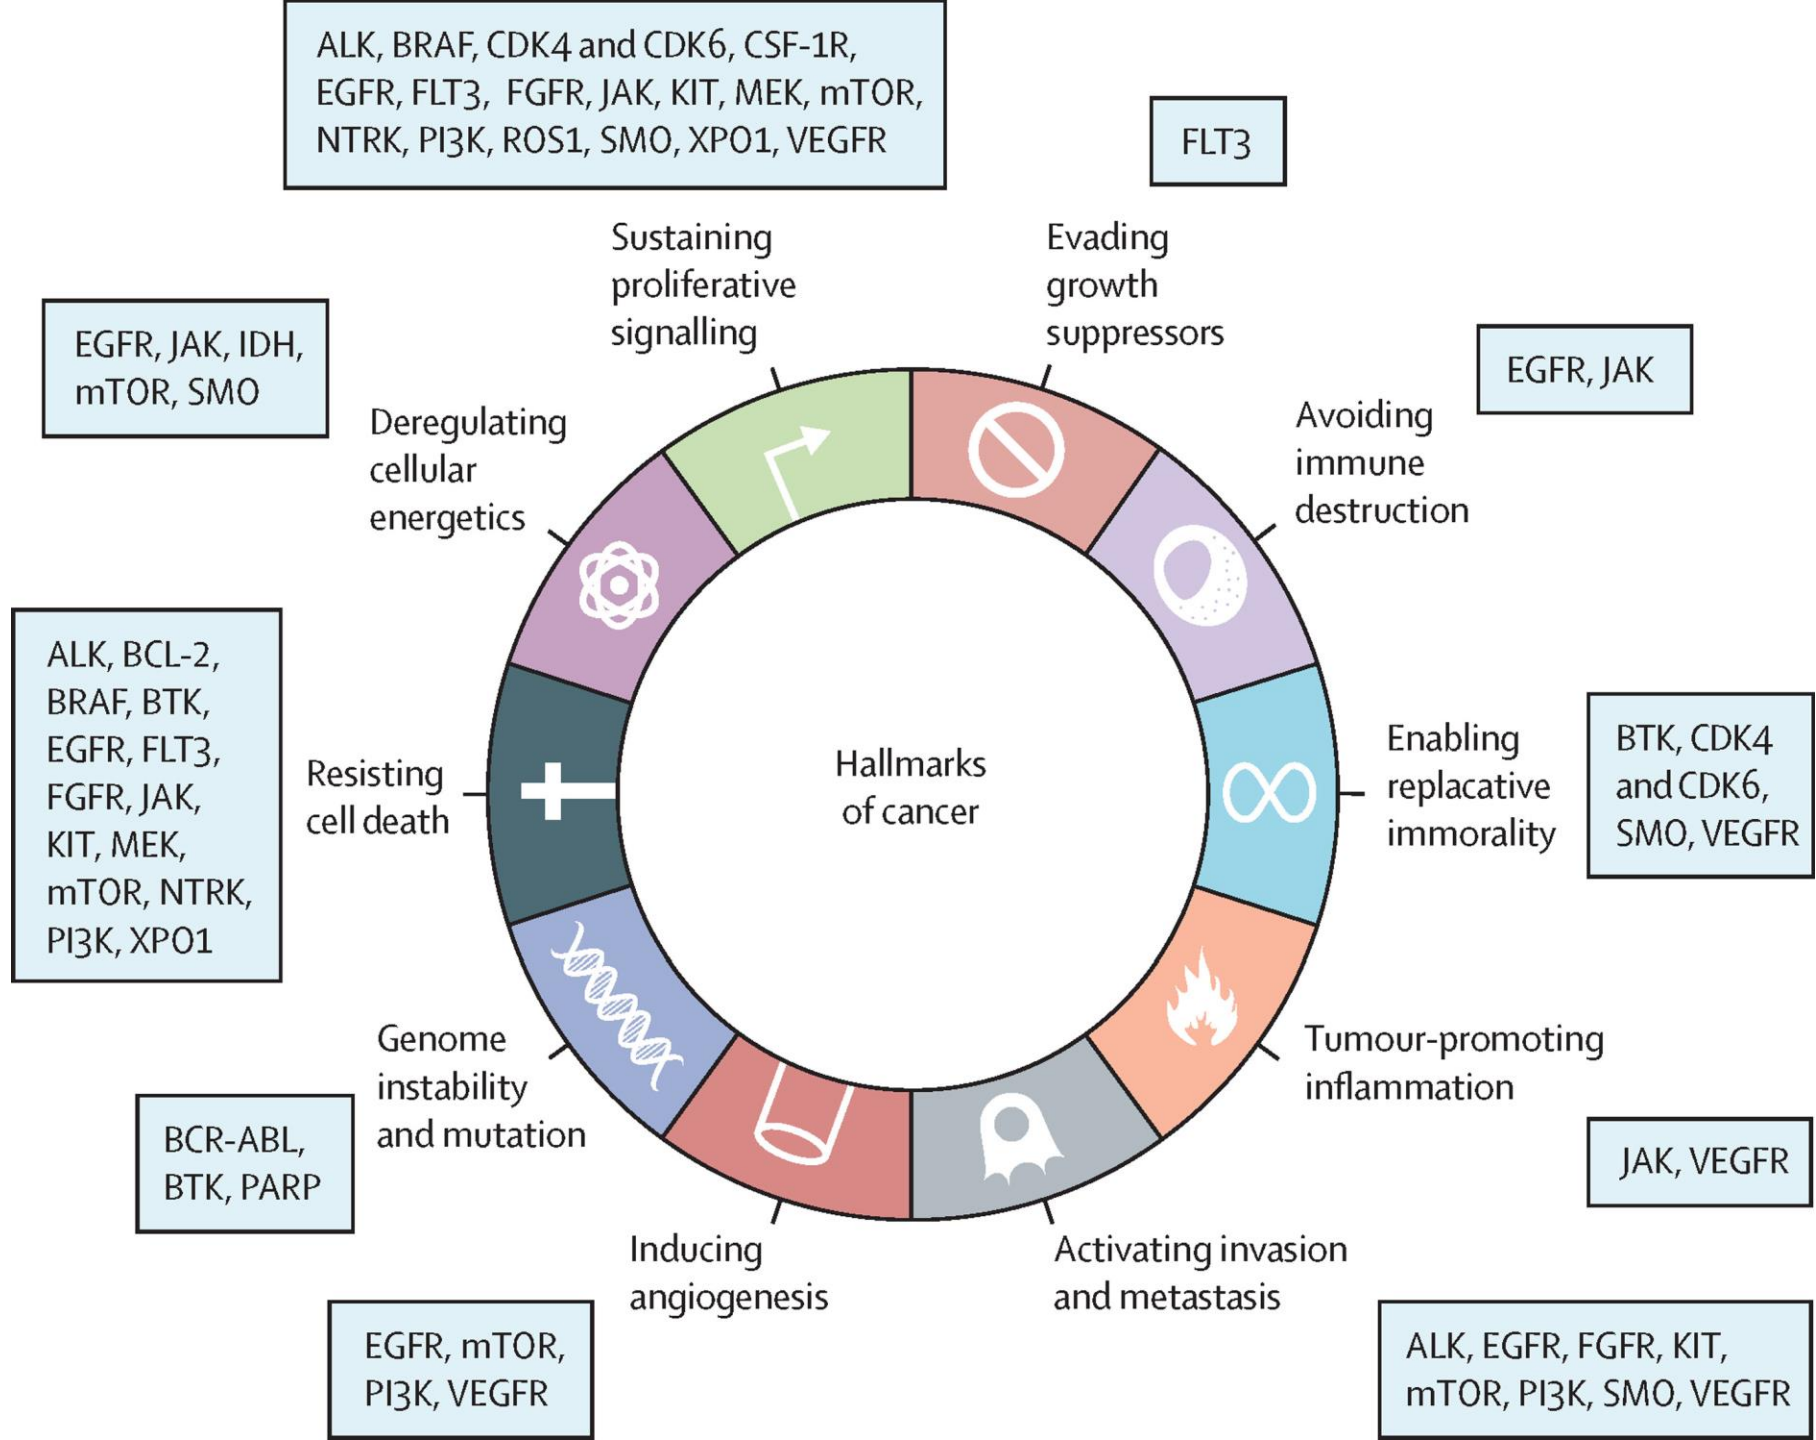 ALK, BRAF, CDK4 and CDK6, CSF-1R,
EGFR, FLT3, FGFR, JAK, KIT, MEK, mTOR,
NTRK, PI3K, ROS1, SMO, XPO1, VEGFR
FLT3
Sustaining
proliferative
signalling
Evading
growth
suppressors
EGFR, JAK, IDH,
mTOR, SMO
EGFR, JAK
Deregulating
cellular
energetics
Avoiding
immune
destruction
ALK, BCL-2,
BRAF, BTK,
EGFR, FLT3,
FGFR, JAK,
KIT, MEK,
mTOR, NTRK,
PI3K, XPO1
Resisting
cell death
Hallmarks
of cancer
Enabling
replacative
immorality
BTK, CDK4
and CDK6,
SMO, VEGFR
Genome
instability
and mutation
Tumour-promoting
inflammation
BCR-ABL,
BTK, PARP
JAK, VEGFR
Inducing
angiogenesis
Activating invasion
and metastasis
EGFR, mTOR,
PI3K, VEGFR
ALK, EGFR, FGFR, KIT,
mTOR, PI3K, SMO, VEGFR